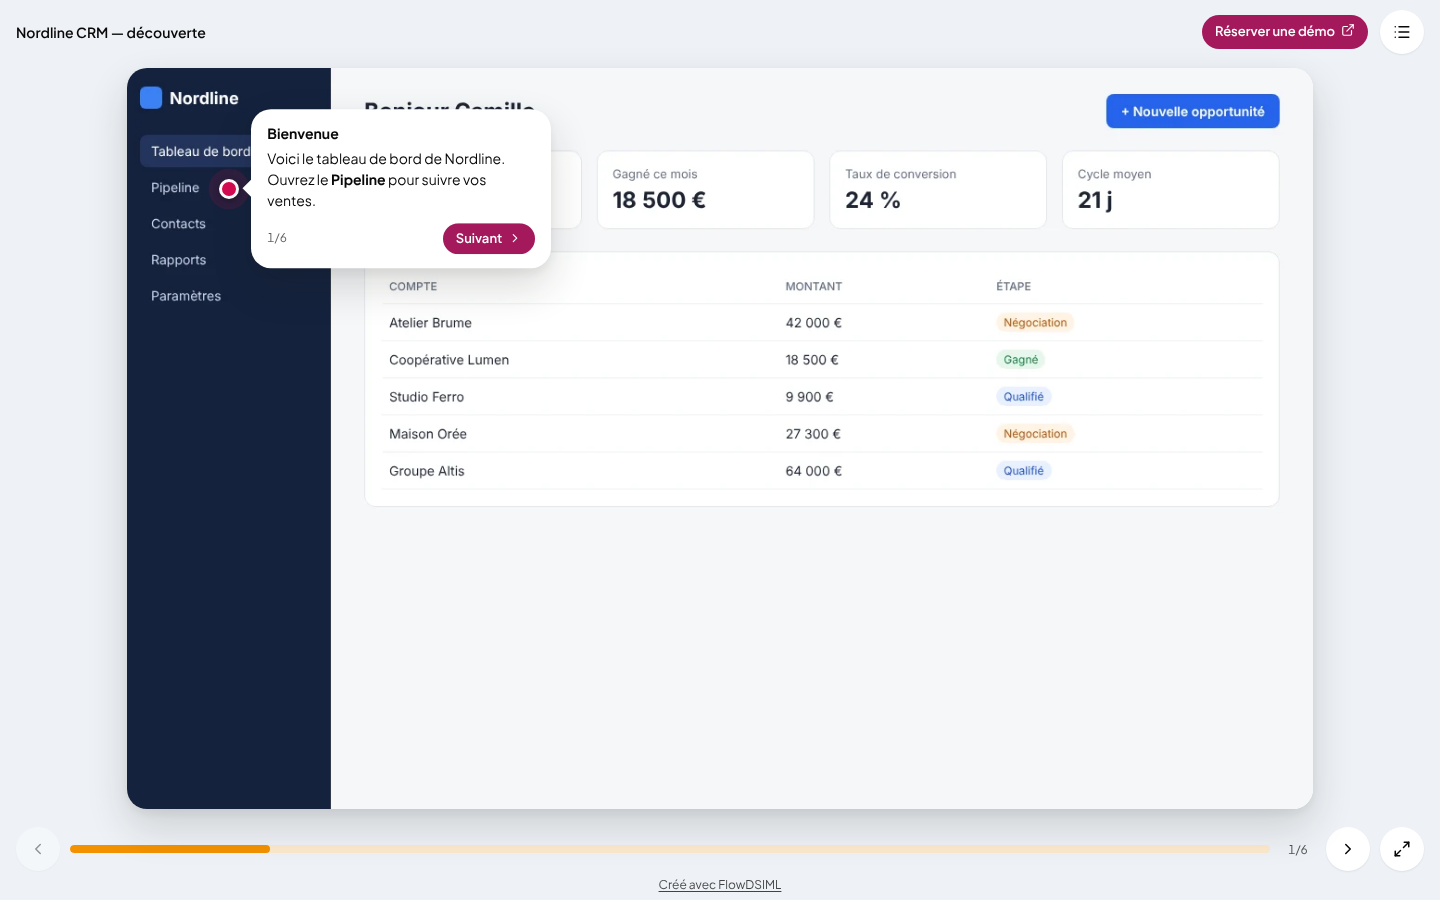 Nordline CRM — découverte
Réserver une démo
Nordline
Tableau de bord
Pipeline
Contacts
Rapports
Paramètres
Bonjour Camille
+ Nouvelle opportunité
Bienvenue
Voici le tableau de bord de Nordline.
Ouvrez le Pipeline pour suivre vos
ventes.
1/6
Suivant
Gagné ce mois
18 500 €
Taux de conversion
24 %
Cycle moyen
21 j
COMPTE MONTANT ÉTAPE
Atelier Brume 42 000 € Négociation
Coopérative Lumen 18 500 € Gagné
Studio Ferro 9 900 € Qualifié
Maison Orée 27 300 € Négociation
Groupe Altis 64 000 € Qualifié
1/6
Créé avec FlowDSIML